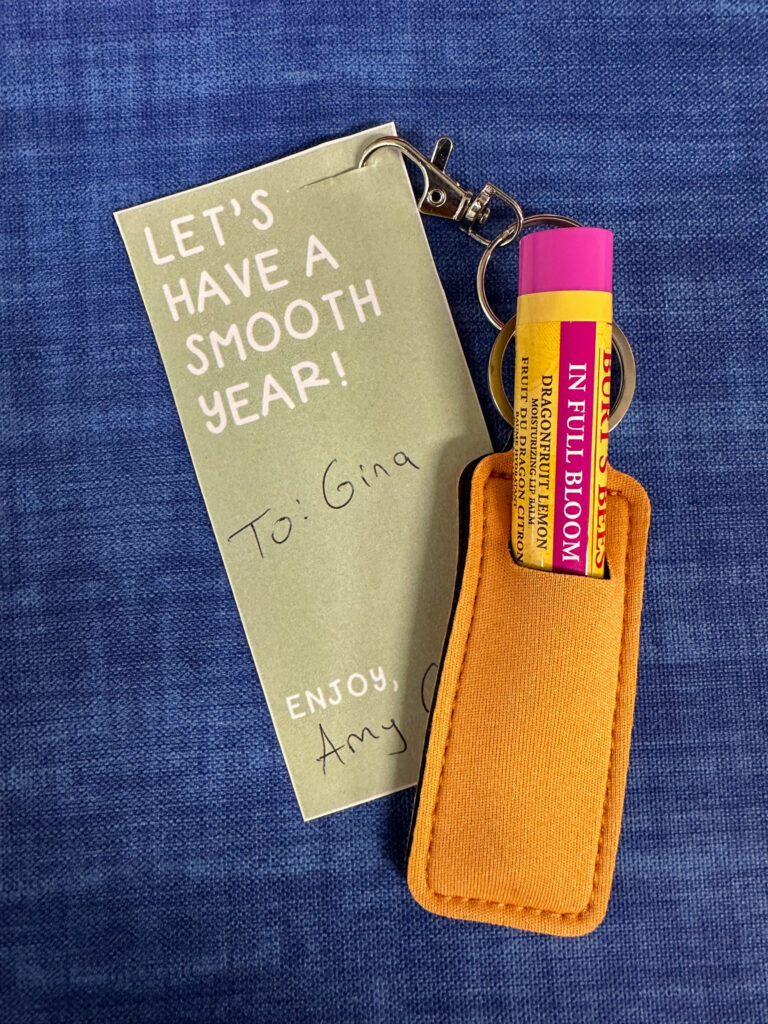 LET'S
HAVE A
SMOOTH
YEAR!
To: Gina
ENJOY,
Amy
BURT'S BEES
IN FULL BLOOM
DRAGONFRUIT LEMON
MOISTURIZING LIP BALM
FRUIT DU DRAGON CITRON